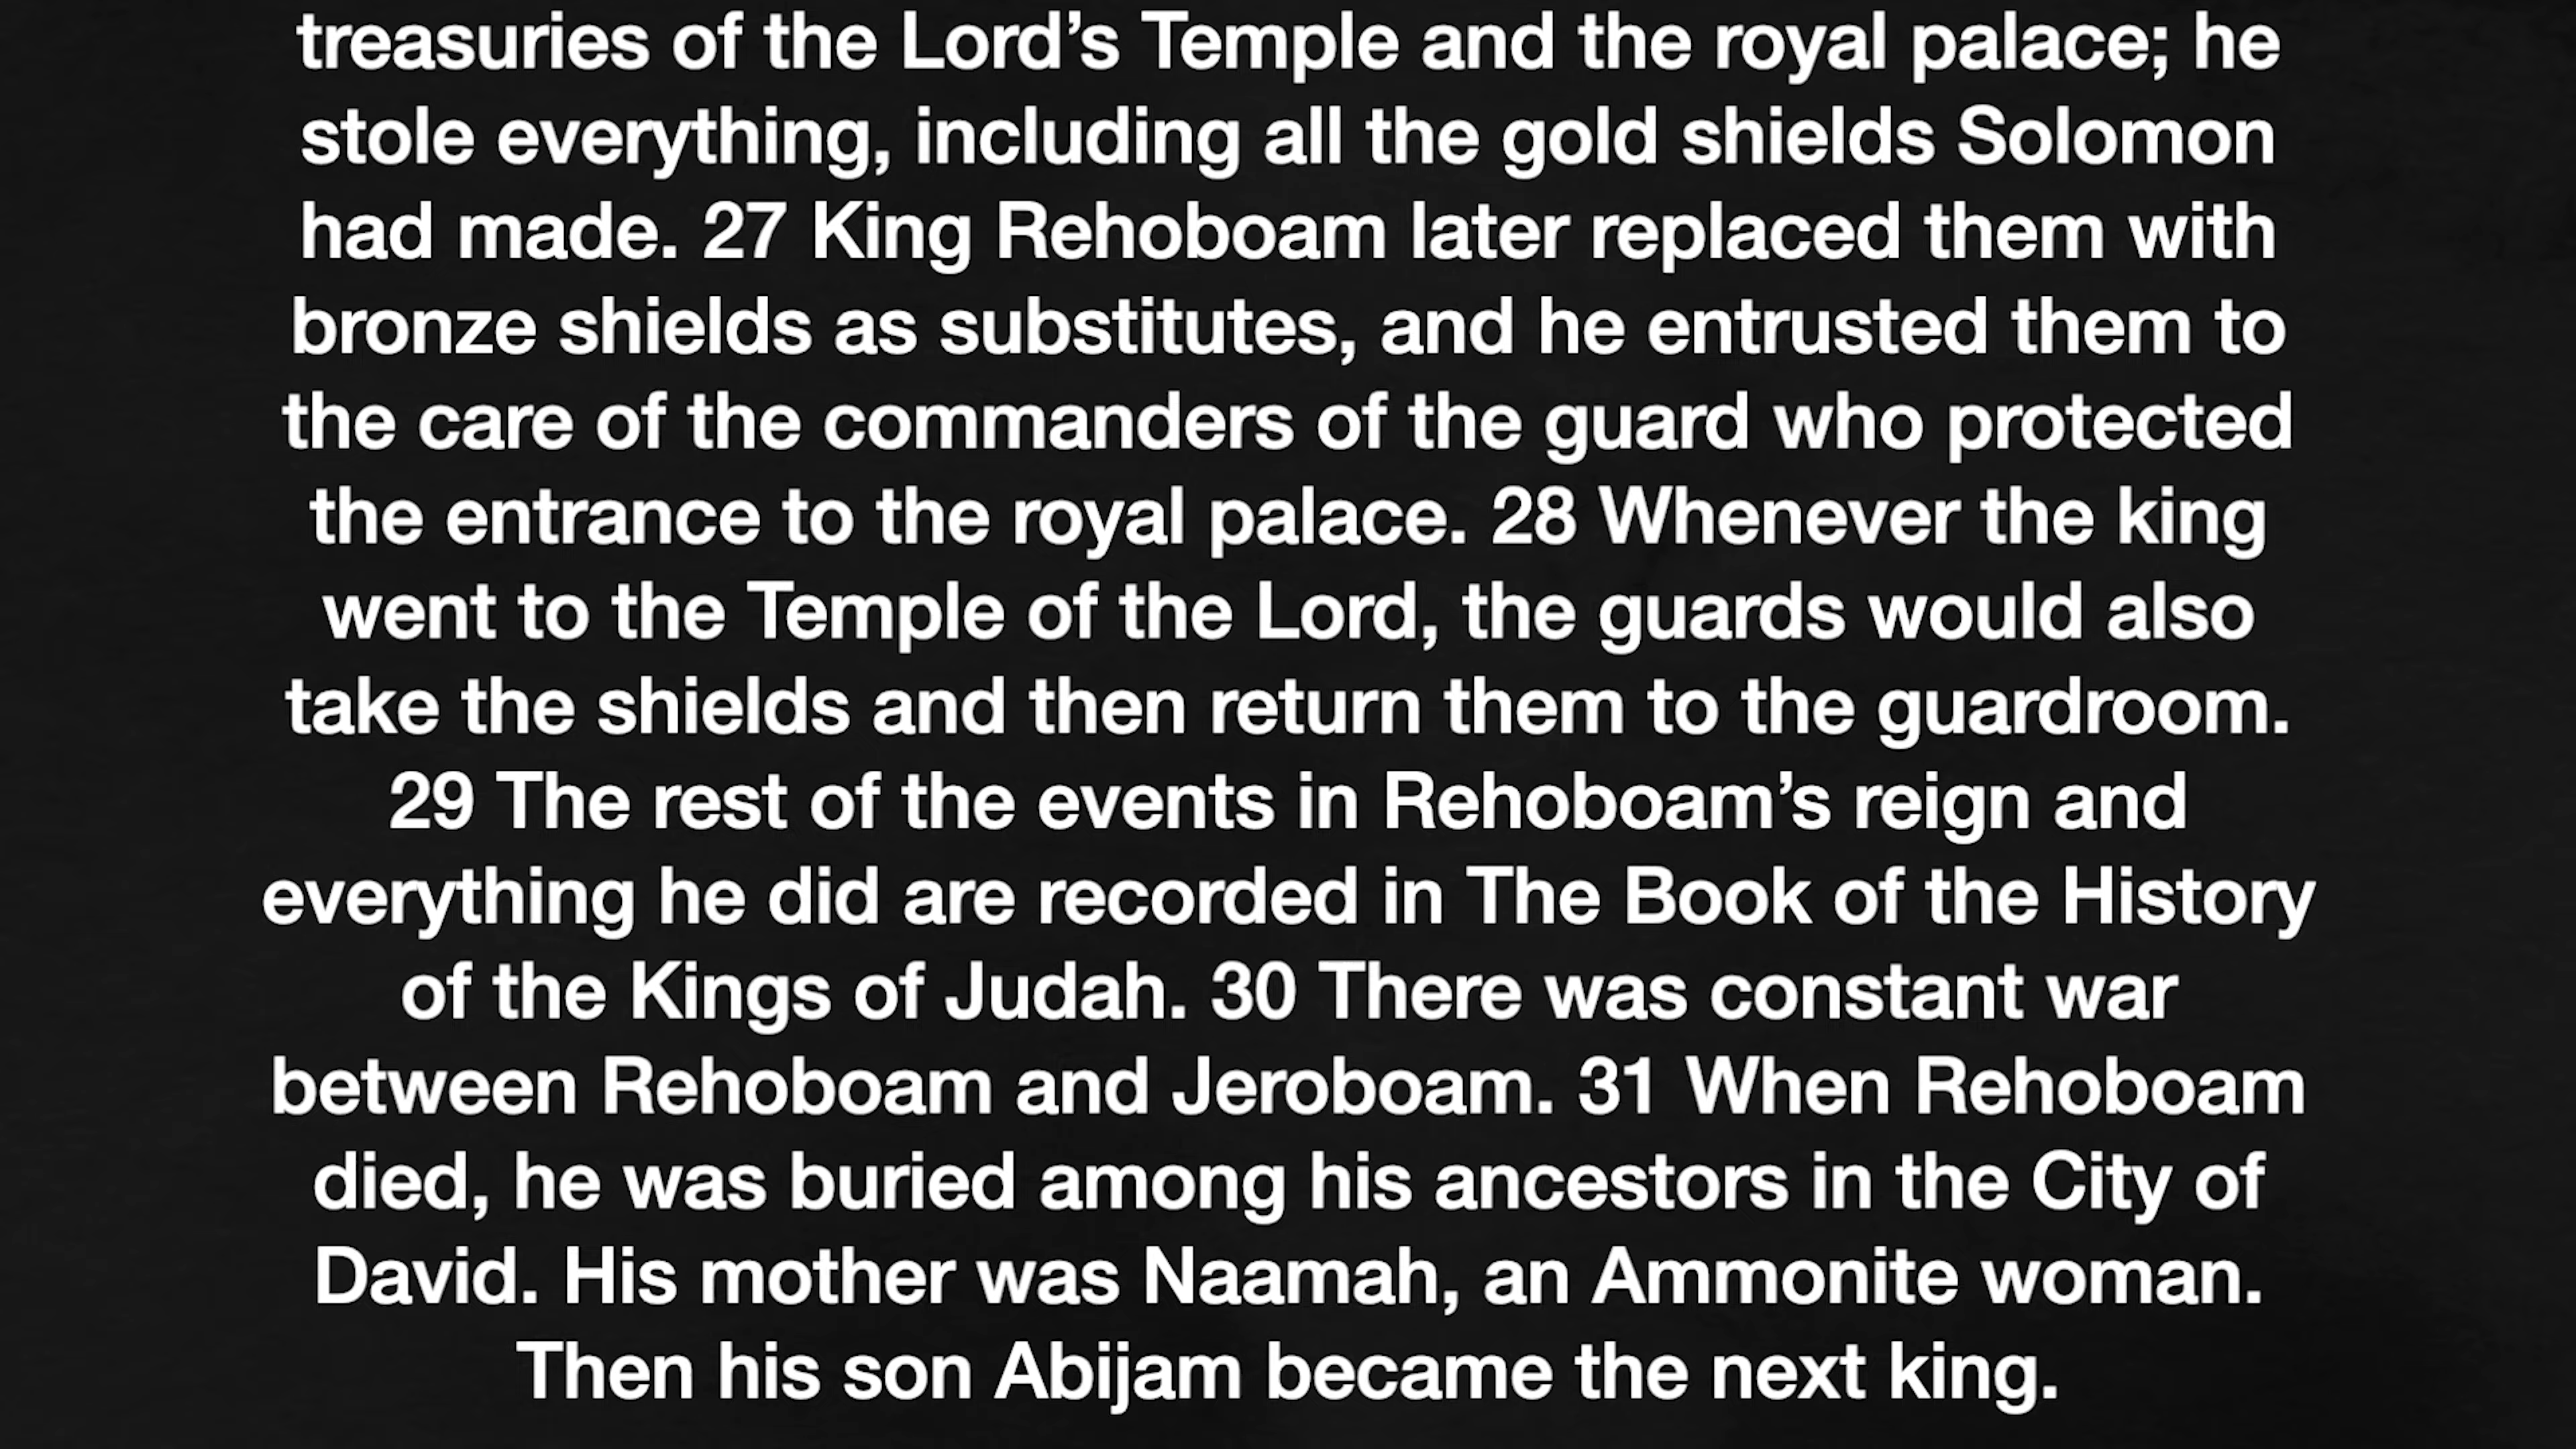 treasuries of the Lord’s Temple and the royal palace; he
stole everything, including all the gold shields Solomon
had made. 27 King Rehoboam later replaced them with
bronze shields as substitutes, and he entrusted them to
the care of the commanders of the guard who protected
the entrance to the royal palace. 28 Whenever the king
went to the Temple of the Lord, the guards would also
take the shields and then return them to the guardroom.
29 The rest of the events in Rehoboam’s reign and
everything he did are recorded in The Book of the History
of the Kings of Judah. 30 There was constant war
between Rehoboam and Jeroboam. 31 When Rehoboam
died, he was buried among his ancestors in the City of
David. His mother was Naamah, an Ammonite woman.
Then his son Abijam became the next king.